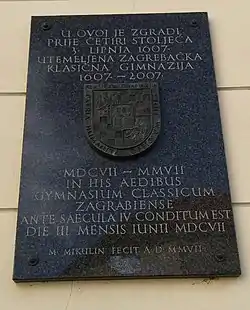 U OVOJ JE ZGRADI
PRIJE ČETIRI STOLJEĆA
3. LIPNJA 1607.
UTEMELJENA ZAGREBAČKA
KLASIČNA GIMNAZIJA
1607 – 2007
MDCVII – MMVII
IN HIS AEDIBUS
GYMNASIUM CLASSICUM
ZAGRABIENSE
ANTE SAECULA IV CONDITUM EST
DIE III MENSIS IUNII MDCVII
M. MIKULIN FECIT A.D. MMVII.